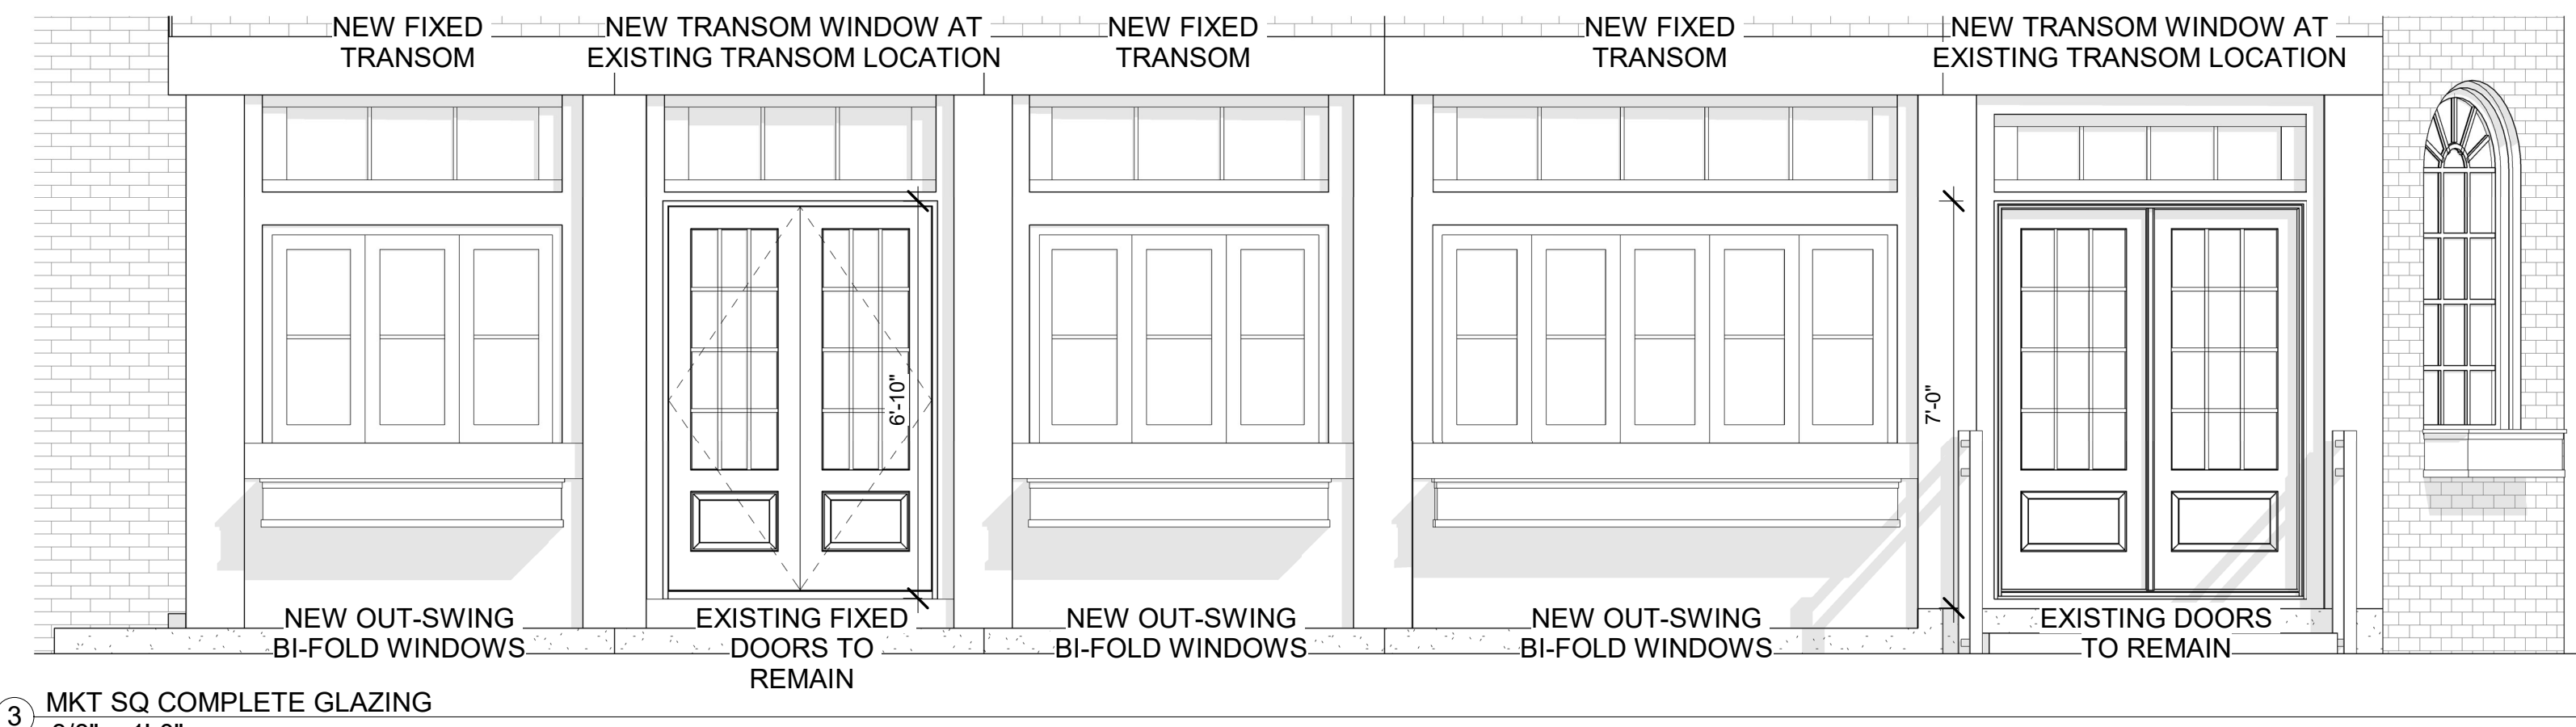 NEW FIXED
TRANSOM
NEW TRANSOM WINDOW AT
EXISTING TRANSOM LOCATION
NEW FIXED
TRANSOM
NEW FIXED
TRANSOM
NEW TRANSOM WINDOW AT
EXISTING TRANSOM LOCATION
6'-10"
7'-0"
NEW OUT-SWING
BI-FOLD WINDOWS
EXISTING FIXED
DOORS TO
REMAIN
NEW OUT-SWING
BI-FOLD WINDOWS
NEW OUT-SWING
BI-FOLD WINDOWS
EXISTING DOORS
TO REMAIN
3
MKT SQ COMPLETE GLAZING